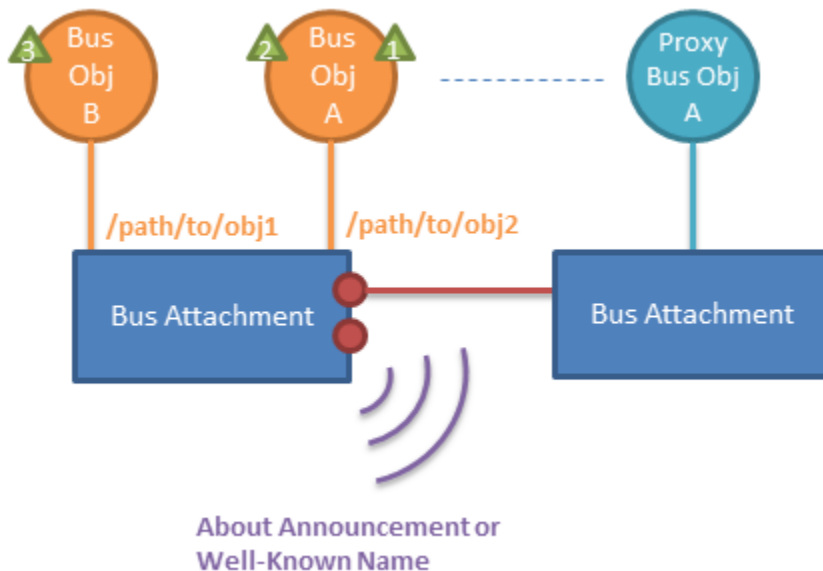 3
Bus
Obj
B
2
Bus
Obj
A
1
Proxy
Bus Obj
A
/path/to/obj1
/path/to/obj2
Bus Attachment
Bus Attachment
About Announcement or
Well-Known Name